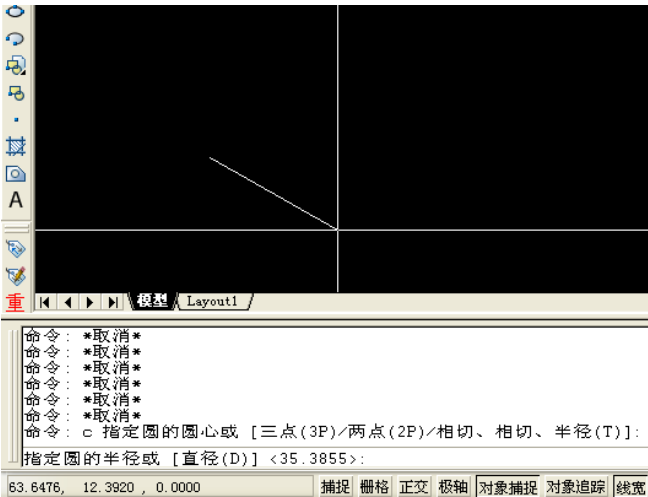 A
重
模型 Layout1
命令: *取消*
命令: *取消*
命令: *取消*
命令: *取消*
命令: *取消*
命令: *取消*
命令: c 指定圆的圆心或 [三点(3P)/两点(2P)/相切、相切、半径(T)]:
指定圆的半径或 [直径(D)] <35.3855>:
63.6476, 12.3920 , 0.0000 捕捉 栅格 正交 极轴 对象捕捉 对象追踪 线宽